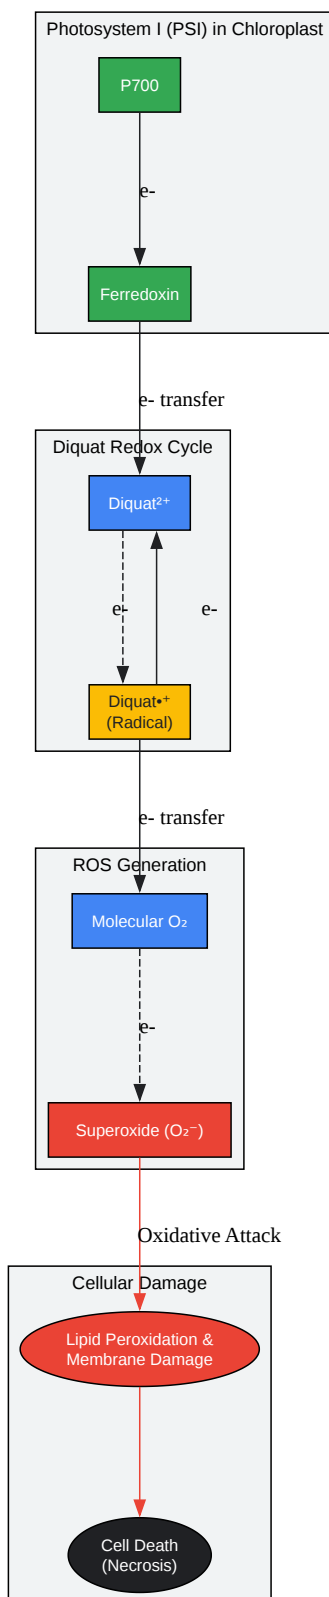 Photosystem I (PSI) in Chloroplast
P700
e-
Ferredoxin
e- transfer
Diquat Redox Cycle
Diquat²⁺
e-
e-
Diquat•⁺
(Radical)
e- transfer
ROS Generation
Molecular O₂
e-
Superoxide (O₂⁻)
Oxidative Attack
Cellular Damage
Lipid Peroxidation &
Membrane Damage
Cell Death
(Necrosis)